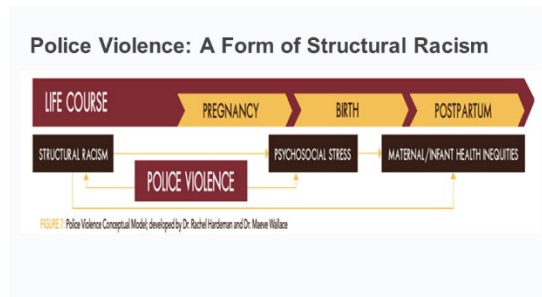 Police Violence: A Form of Structural Racism
LIFE COURSE
PREGNANCY
BIRTH
POSTPARTUM
STRUCTURAL RACISM
PSYCHOSOCIAL STRESS
MATERNAL/INFANT HEALTH INEQUITIES
POLICE VIOLENCE
FIGURE 7: Police Violence Conceptual Model; developed by Dr. Rachel Hardeman and Dr. Maeve Wallace